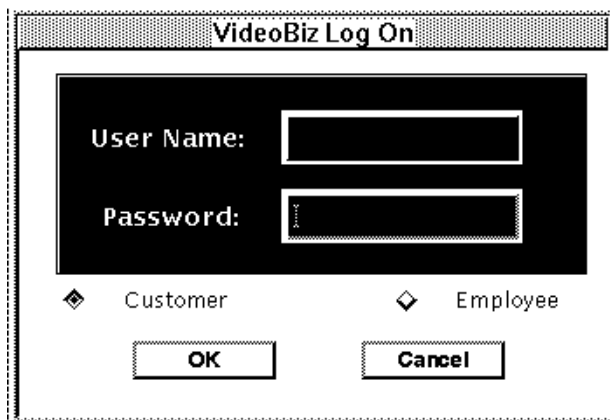 VideoBiz Log On
User Name:
Password:
Customer Employee
OK Cancel